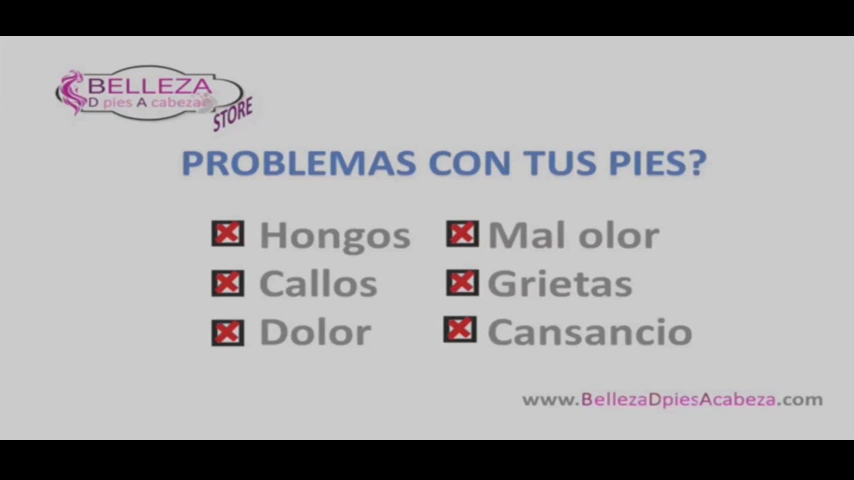 BELLEZA
D pies A cabeza
STORE
PROBLEMAS CON TUS PIES?
Hongos
Mal olor
Callos
Grietas
Dolor
Cansancio
www.BellezaDpiesAcabeza.com